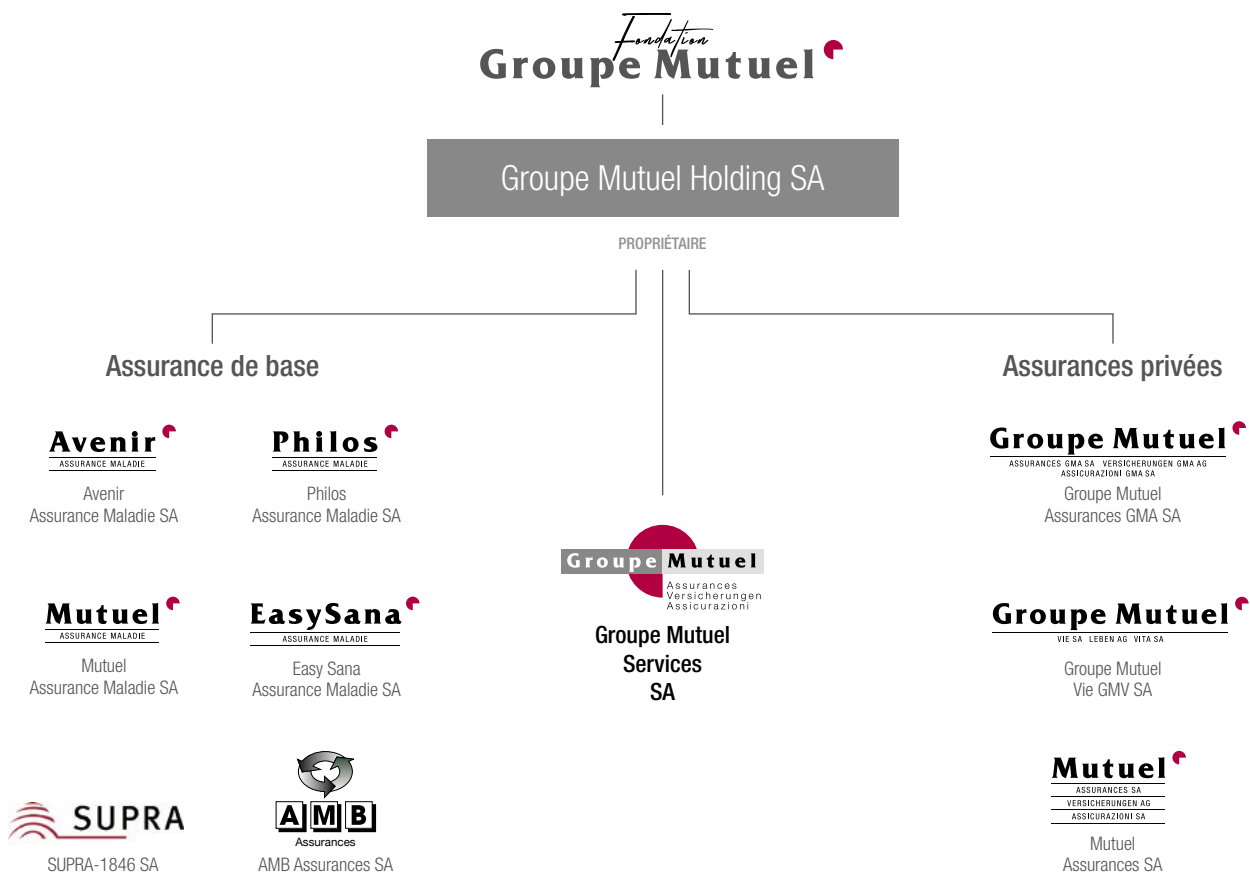 Fondation
Groupe Mutuel
Groupe Mutuel Holding SA
PROPRIÉTAIRE
Assurance de base
Avenir
ASSURANCE MALADIE
Avenir
Assurance Maladie SA
Philos
ASSURANCE MALADIE
Philos
Assurance Maladie SA
Mutuel
ASSURANCE MALADIE
Mutuel
Assurance Maladie SA
EasySana
ASSURANCE MALADIE
Easy Sana
Assurance Maladie SA
SUPRA
SUPRA-1846 SA
AMB
Assurances
AMB Assurances SA
Groupe Mutuel
Assurances
Versicherungen
Assicurazioni
Groupe Mutuel
Services
SA
Assurances privées
Groupe Mutuel
ASSURANCES GMA SA VERSICHERUNGEN GMA AG
ASSICURAZIONI GMA SA
Groupe Mutuel
Assurances GMA SA
Groupe Mutuel
VIE SA LEBEN AG VITA SA
Groupe Mutuel
Vie GMV SA
Mutuel
ASSURANCES SA
VERSICHERUNGEN AG
ASSICURAZIONI SA
Mutuel
Assurances SA